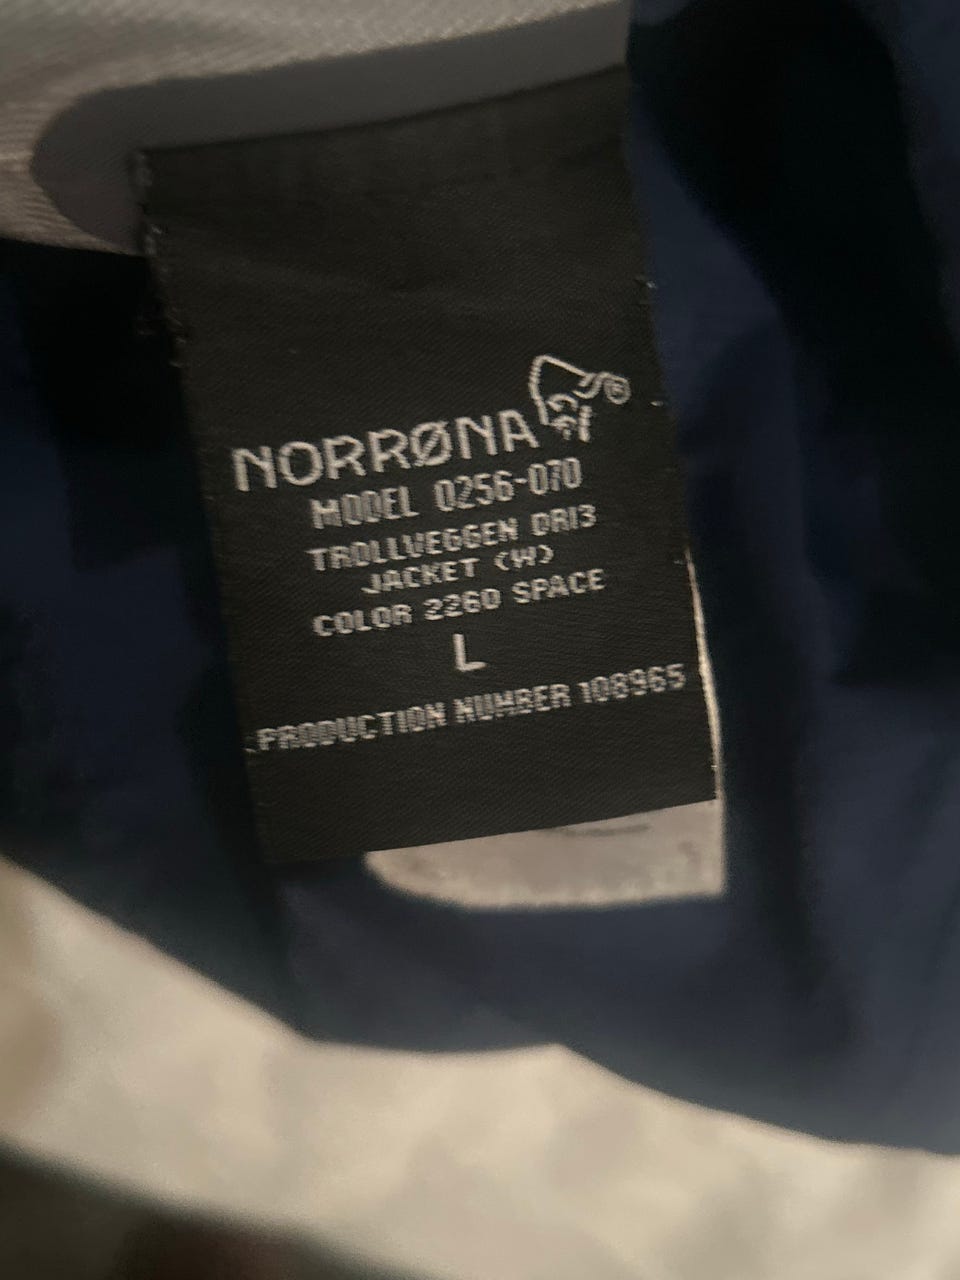 NORRØNA®
MODEL 0256-070
TROLLVEGGEN DRI3
JACKET (W)
COLOR 2260 SPACE
L
PRODUCTION NUMBER 108965